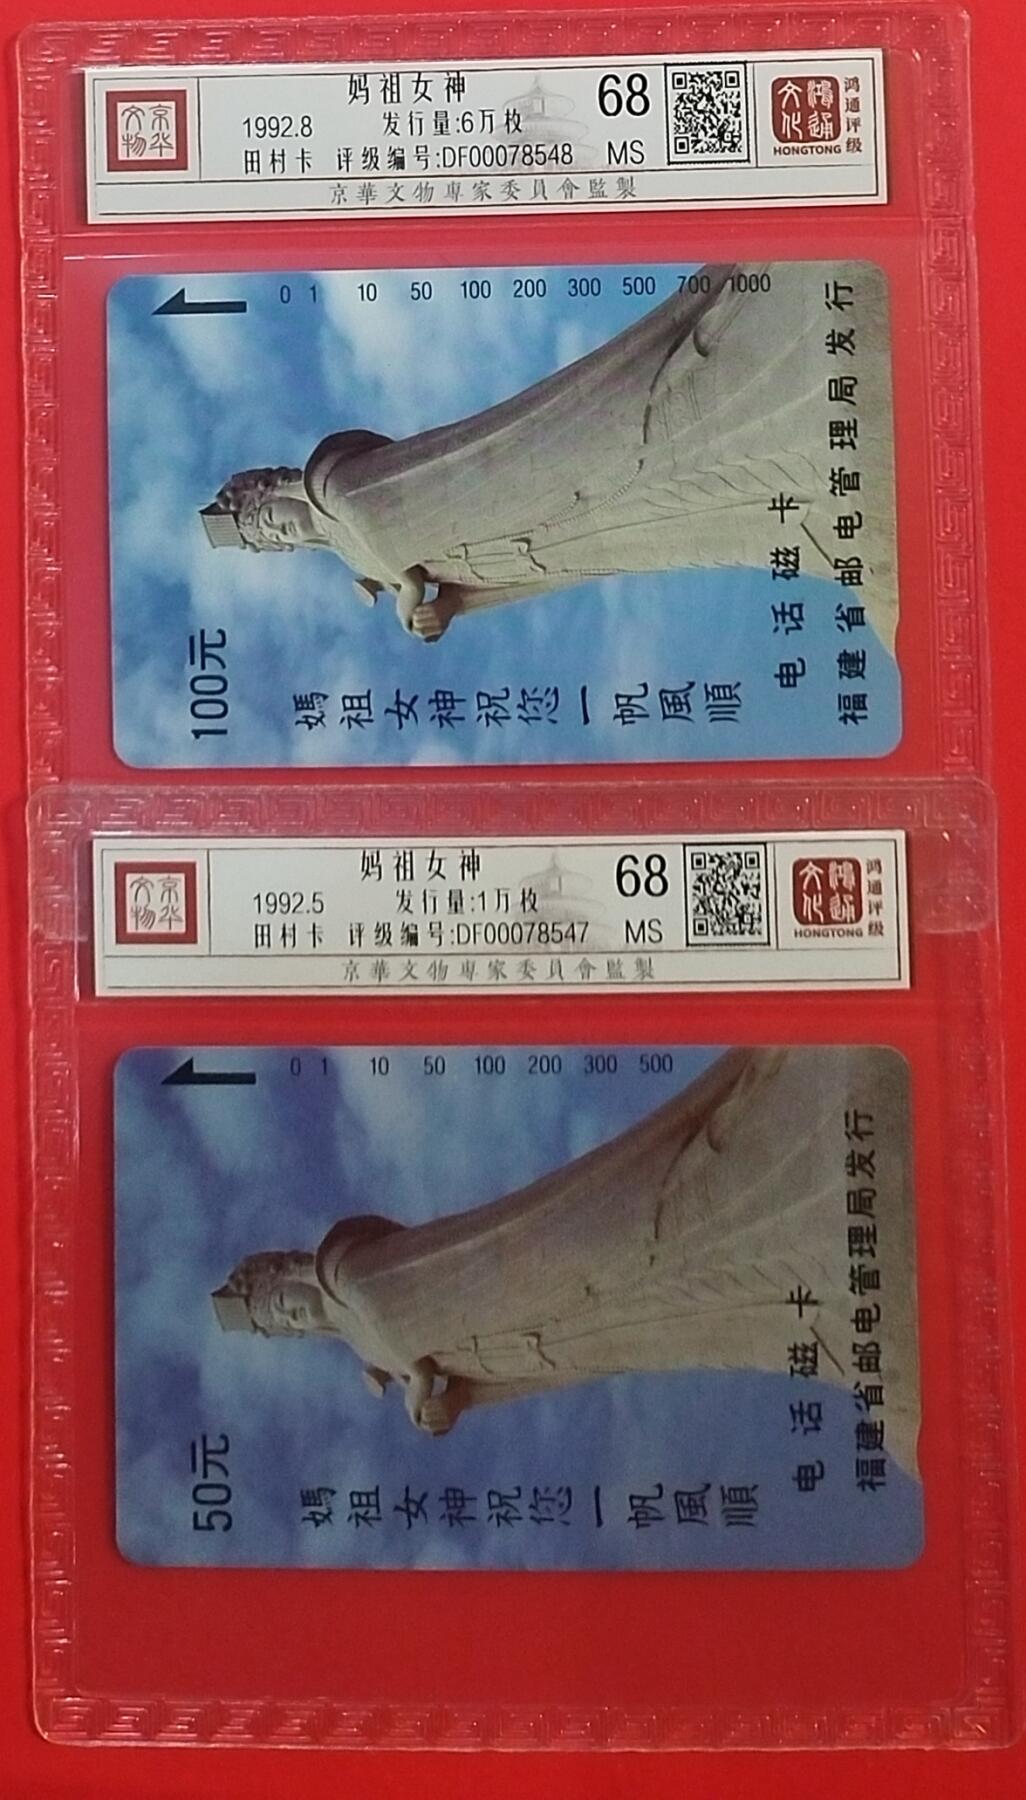 京华
文物
妈祖女神
1992.8 发行量:6万枚
田村卡 评级编号:DF00078548
68
MS
鸿通
文化
HONGTONG
鸿通评级
京華文物專家委員會監製
0 1 10 50 100 200 300 500 700 1000
100元
媽祖女神祝您一帆風順
电话磁卡
福建省邮电管理局发行
京华
文物
妈祖女神
1992.5 发行量:1万枚
田村卡 评级编号:DF00078547
68
MS
鸿通
文化
HONGTONG
鸿通评级
京華文物專家委員會監製
0 1 10 50 100 200 300 500
50元
媽祖女神祝您一帆風順
电话磁卡
福建省邮电管理局发行